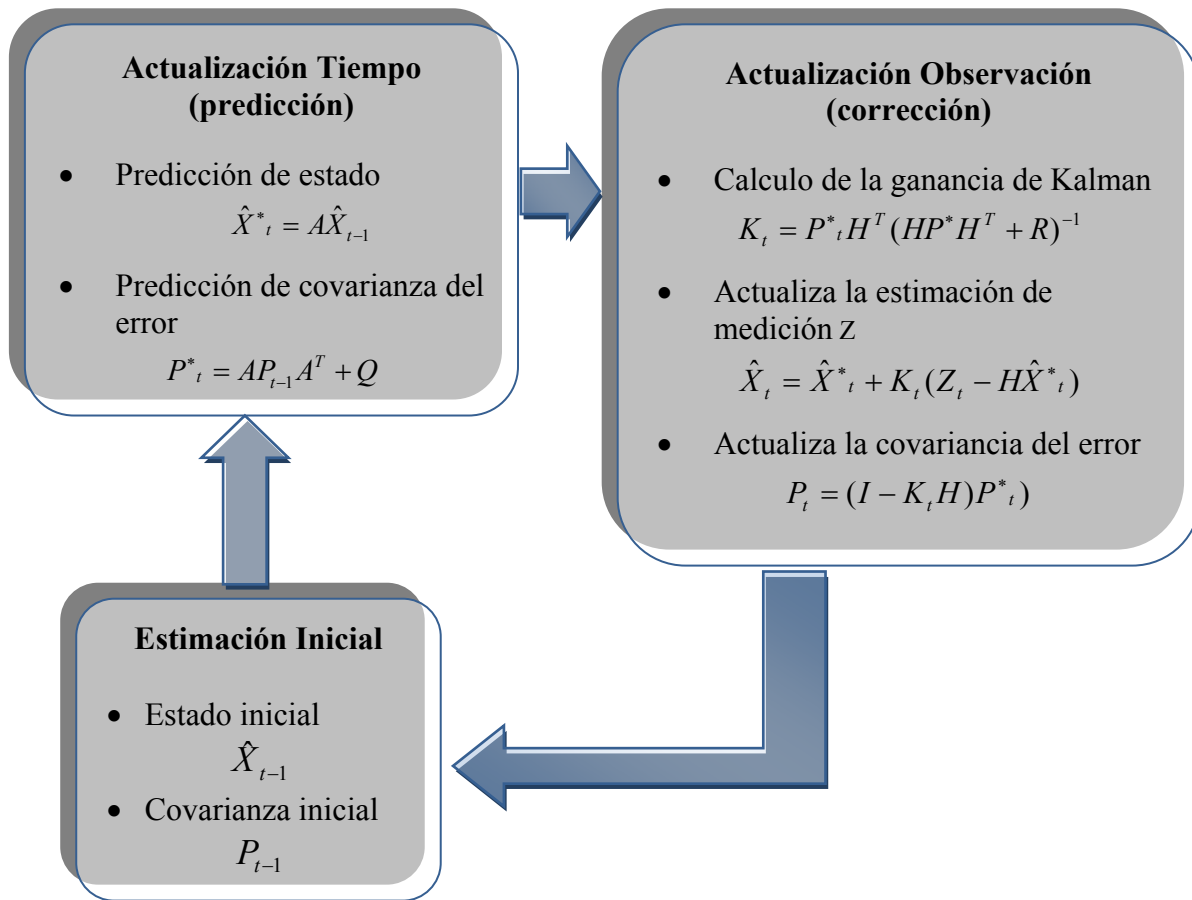 Actualización Tiempo
(predicción)
• Predicción de estado
X̂*ₜ = AX̂ₜ₋₁
• Predicción de covarianza del
error
P*ₜ = APₜ₋₁Aᵀ + Q
Actualización Observación
(corrección)
• Calculo de la ganancia de Kalman
Kₜ = P*ₜHᵀ(HP*Hᵀ + R)⁻¹
• Actualiza la estimación de
medición Z
X̂ₜ = X̂*ₜ + Kₜ(Zₜ − HX̂*ₜ)
• Actualiza la covariancia del error
Pₜ = (I − KₜH)P*ₜ)
Estimación Inicial
• Estado inicial
X̂ₜ₋₁
• Covarianza inicial
Pₜ₋₁